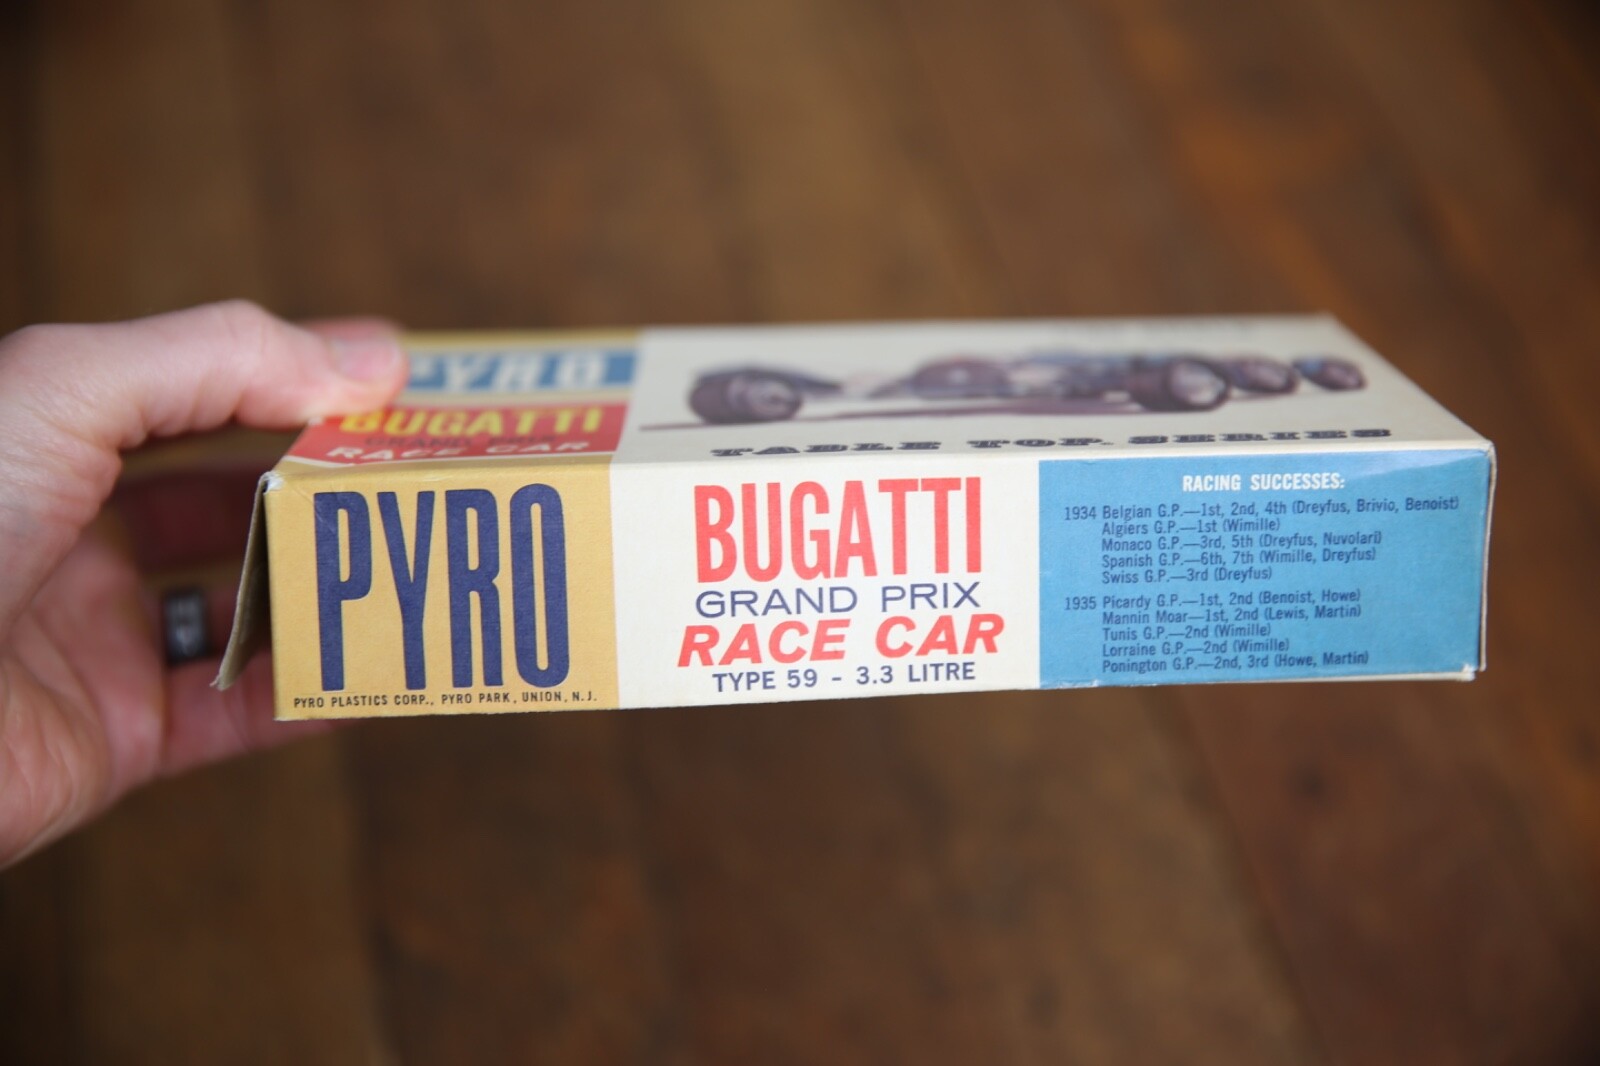 PYRO
BUGATTI
GRAND PRIX
RACE CAR
TABLE TOP SERIES
PYRO
PYRO PLASTICS CORP., PYRO PARK, UNION, N.J.
BUGATTI
GRAND PRIX
RACE CAR
TYPE 59 - 3.3 LITRE
RACING SUCCESSES:
1934 Belgian G.P.—1st, 2nd, 4th (Dreyfus, Brivio, Benoist)
Algiers G.P.—1st (Wimille)
Monaco G.P.—3rd, 5th (Dreyfus, Nuvolari)
Spanish G.P.—6th, 7th (Wimille, Dreyfus)
Swiss G.P.—3rd (Dreyfus)
1935 Picardy G.P.—1st, 2nd (Benoist, Howe)
Mannin Moar—1st, 2nd (Lewis, Martin)
Tunis G.P.—2nd (Wimille)
Lorraine G.P.—2nd (Wimille)
Ponington G.P.—2nd, 3rd (Howe, Martin)